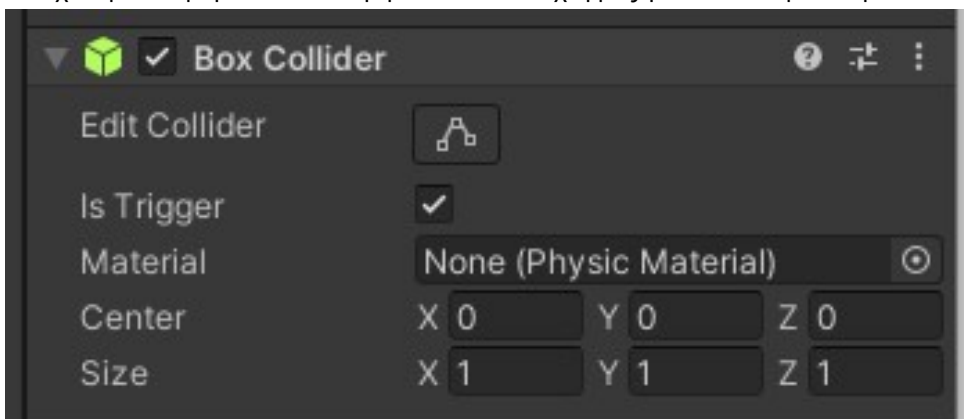 Box Collider
Edit Collider
Is Trigger
Material None (Physic Material)
Center X 0 Y 0 Z 0
Size X 1 Y 1 Z 1